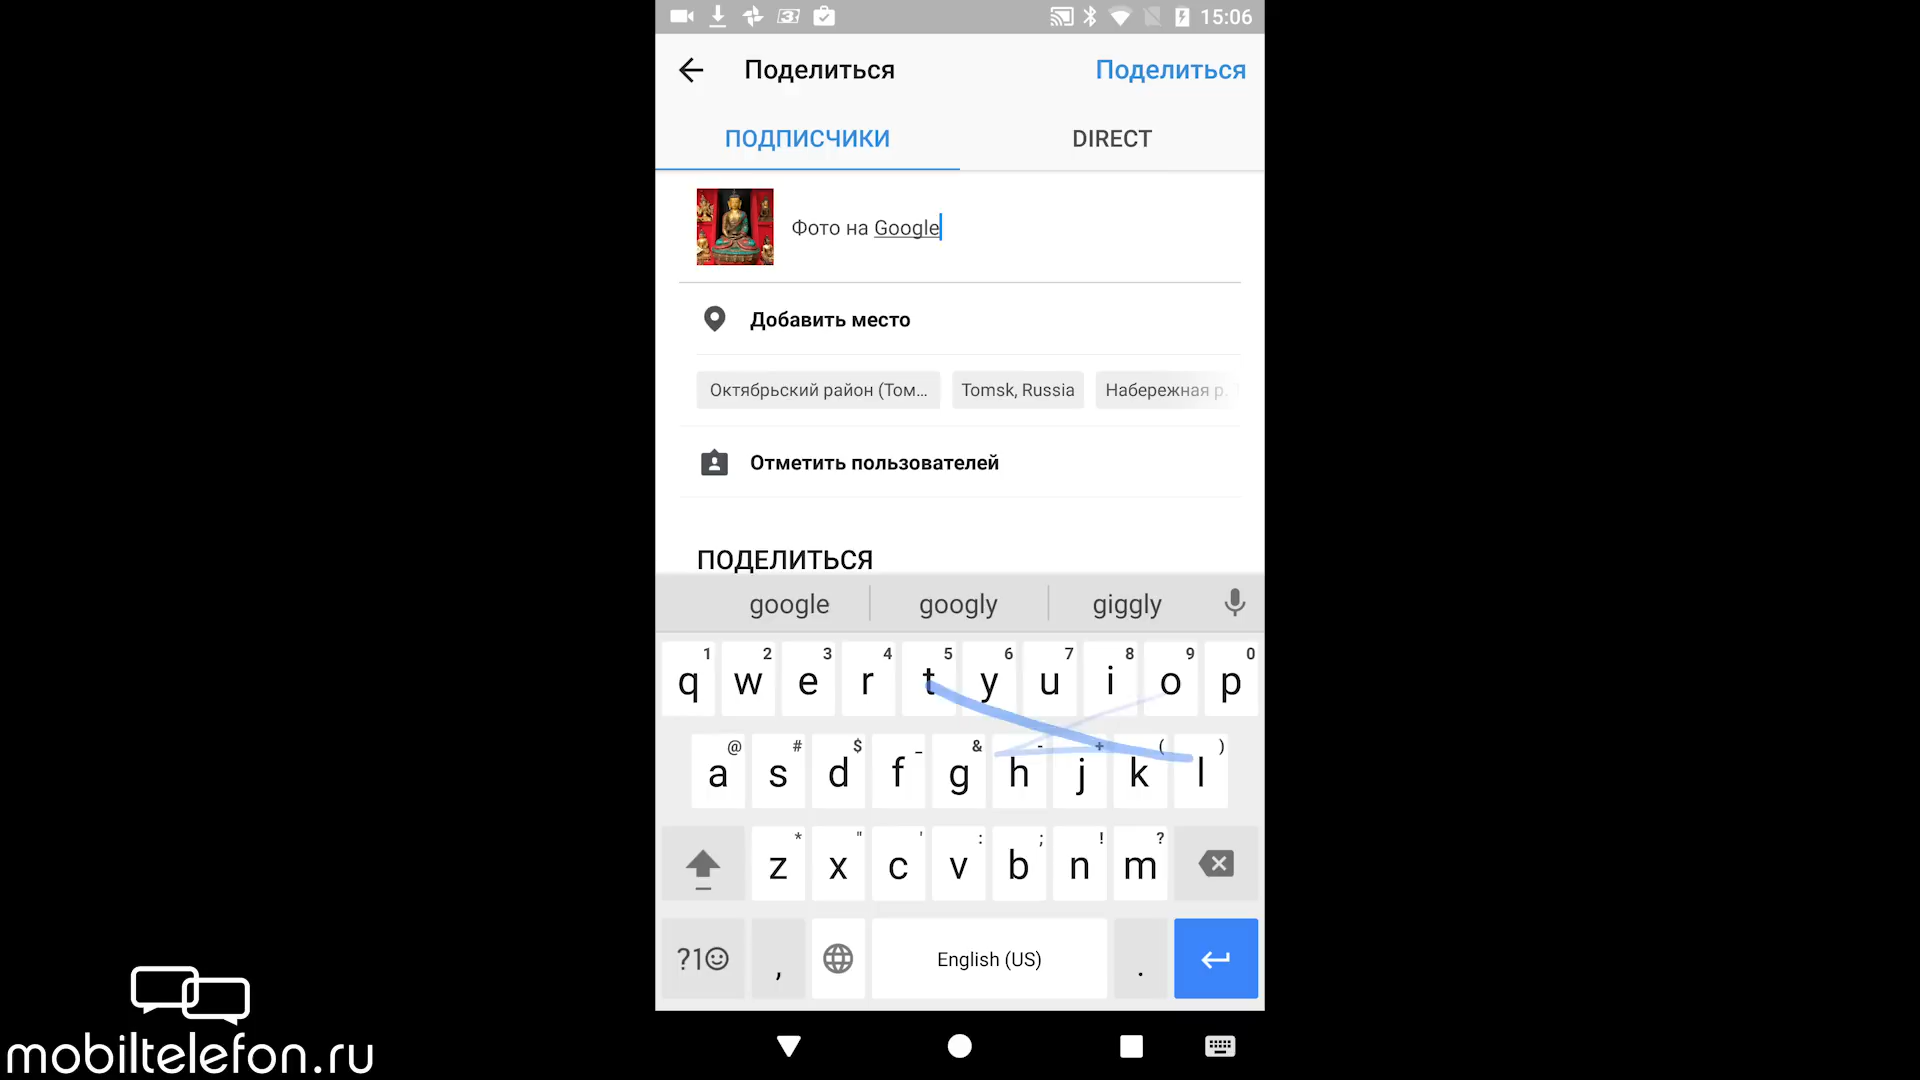 15:06
Поделиться Поделиться
ПОДПИСЧИКИ DIRECT
Фото на Google
Добавить место
Октябрьский район (Том... Tomsk, Russia Набережная р.
Отметить пользователей
ПОДЕЛИТЬСЯ
google googly giggly
1 2 3 4 5 6 7 8 9 0
q w e r t y u i o p
@ # $ _ & - + ( )
a s d f g h j k l
* " ' : ; ! ?
z x c v b n m
?1☺ , English (US) .
mobiltelefon.ru